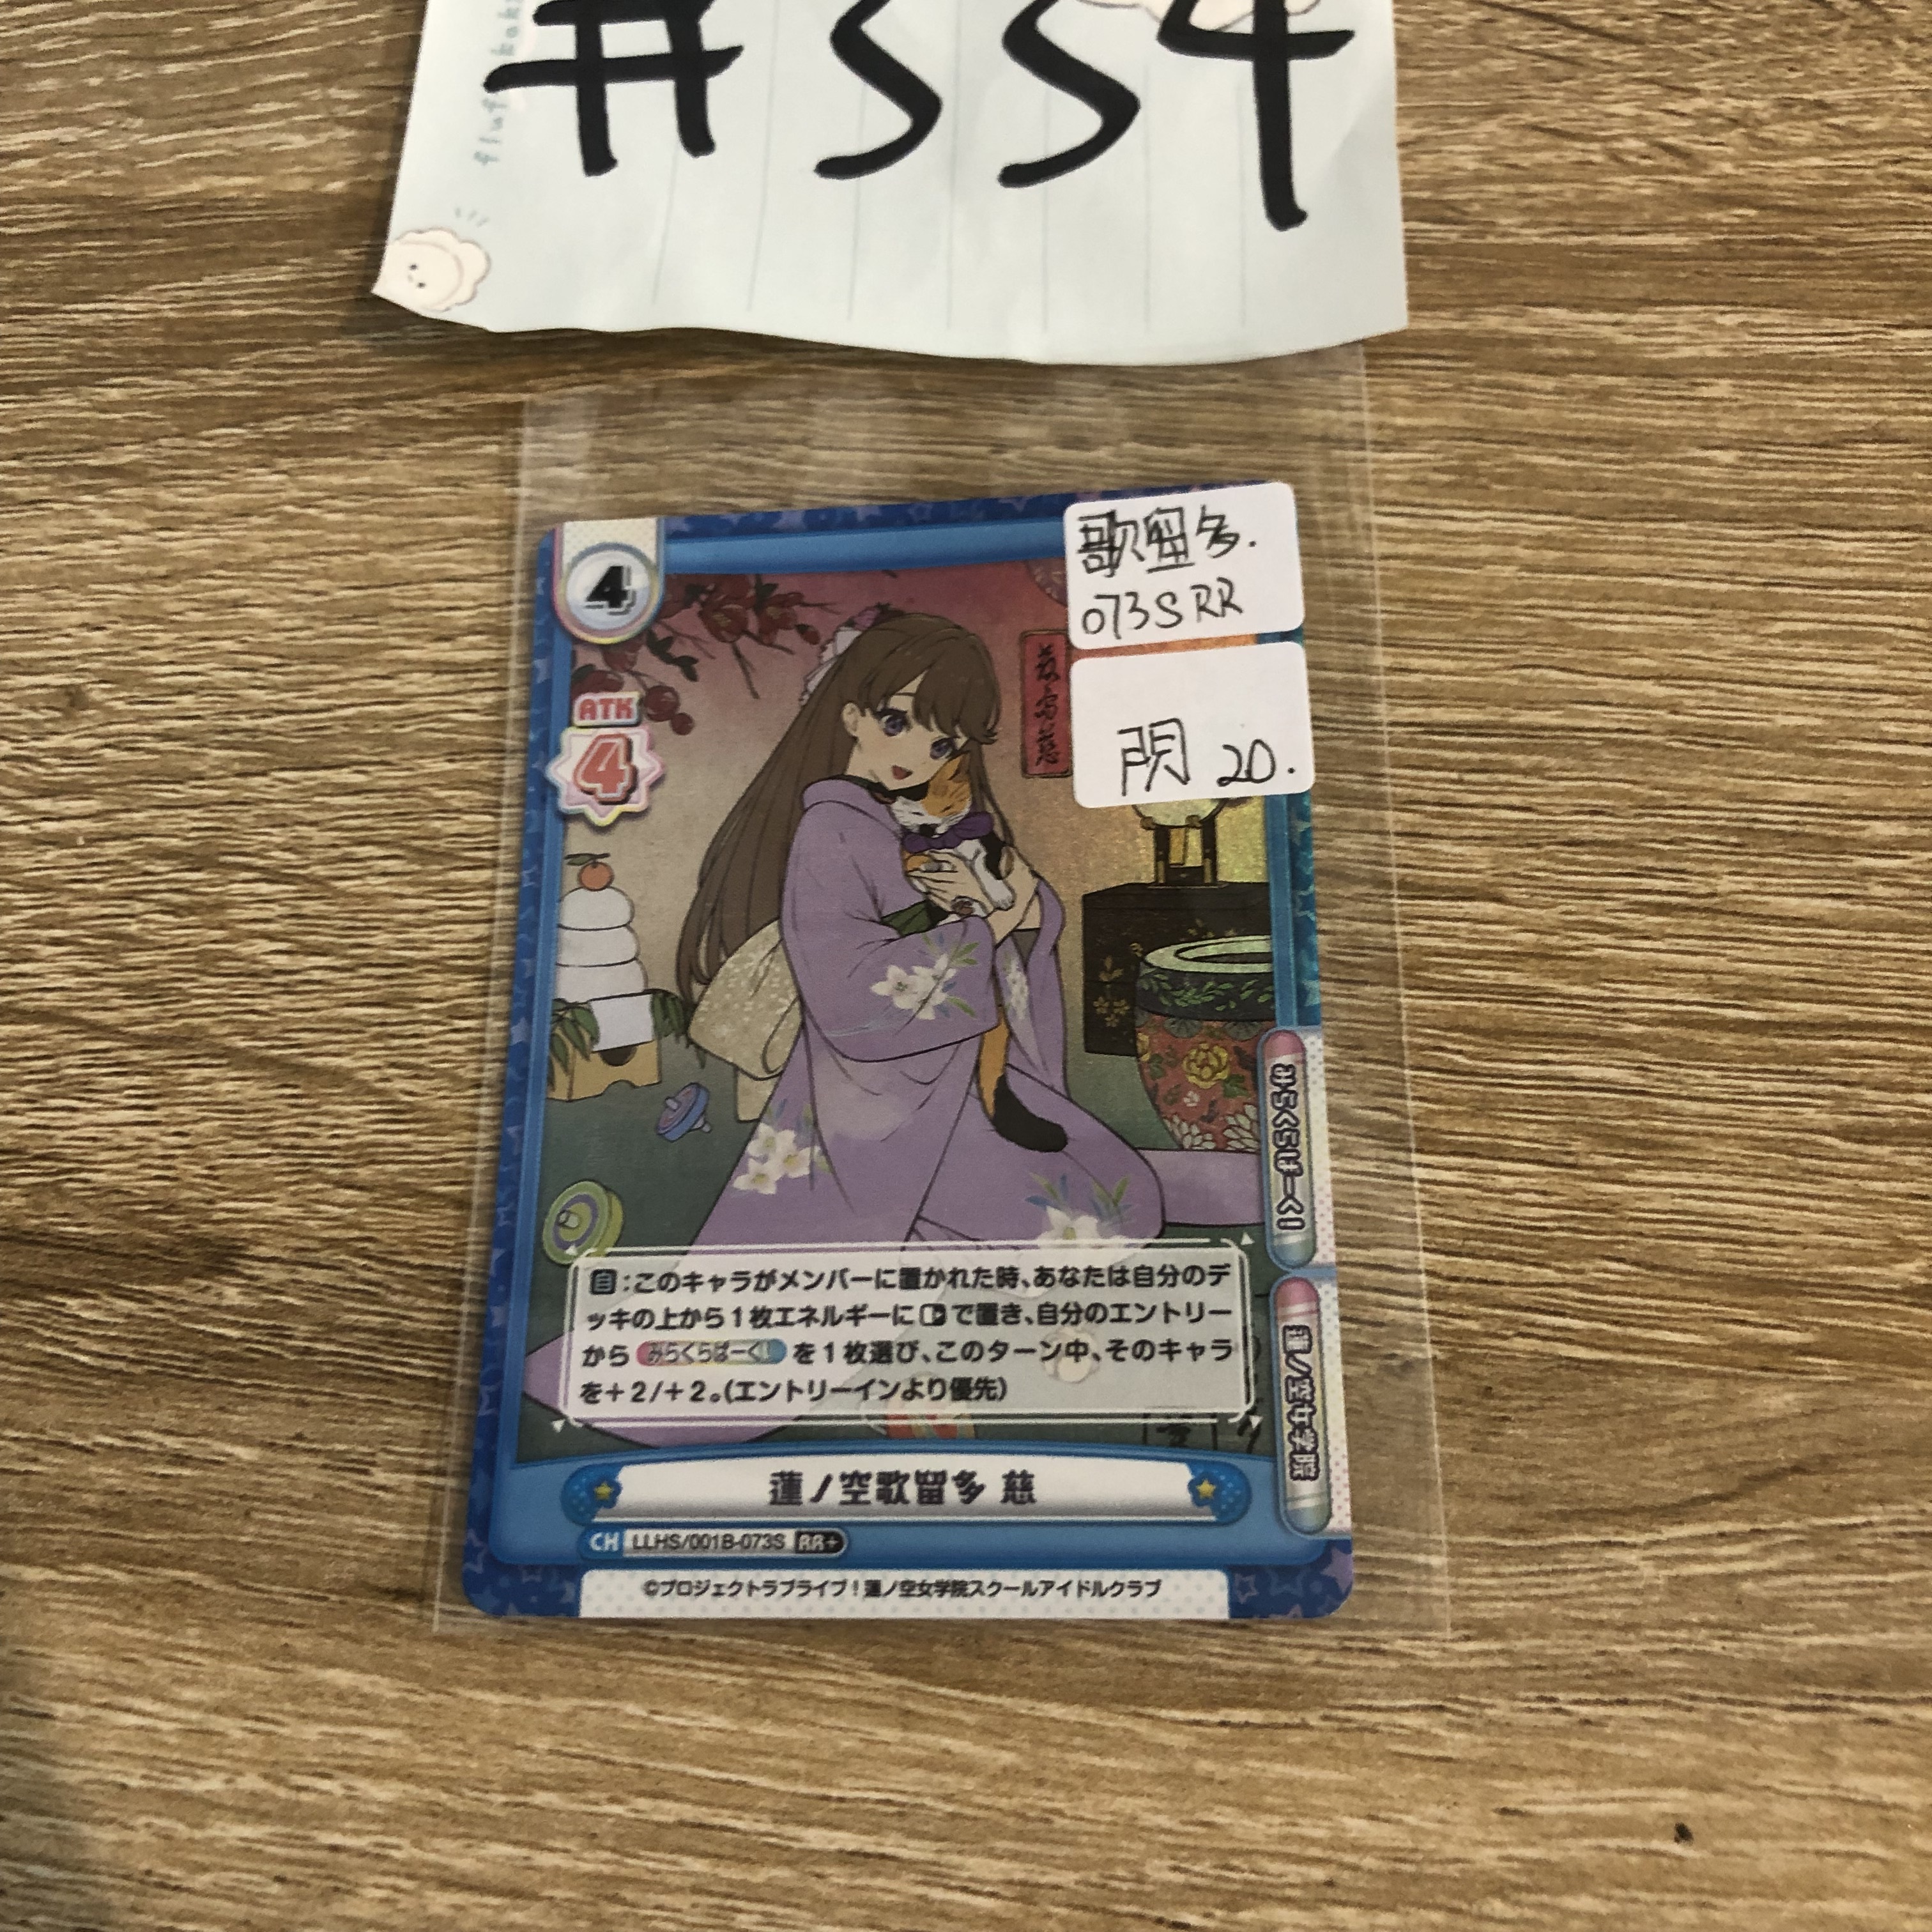 #554
歌留多.
073S RR
閃 20.
4
ATK
4
藤島慈
みらくらぱーく!
蓮ノ空女学院
自:このキャラがメンバーに置かれた時、あなたは自分のデ
ッキの上から1枚エネルギーにで置き、自分のエントリー
から みらくらぱーく! を1枚選び、このターン中、そのキャラ
を+2/+2。(エントリーインより優先)
蓮ノ空歌留多 慈
CH LLHS/001B-073S RR+
©プロジェクトラブライブ!蓮ノ空女学院スクールアイドルクラブ